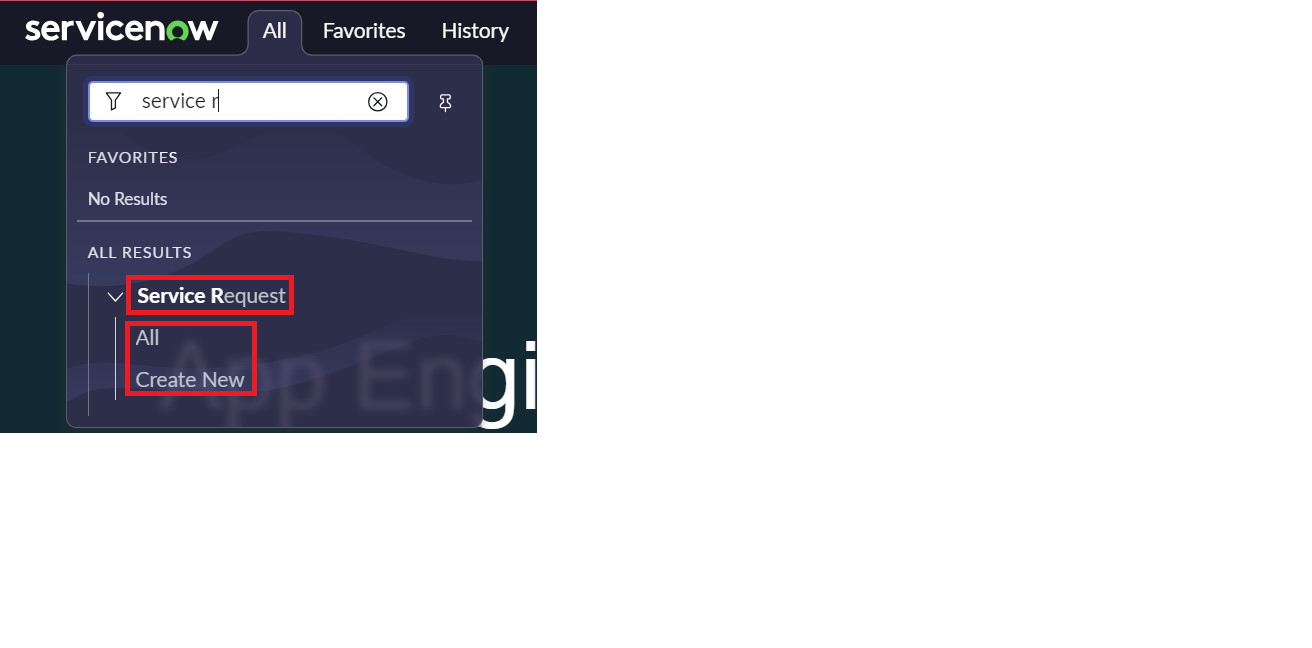 servicenow All Favorites History
service r
FAVORITES
No Results
ALL RESULTS
Service Request
All
Create New
App Engi